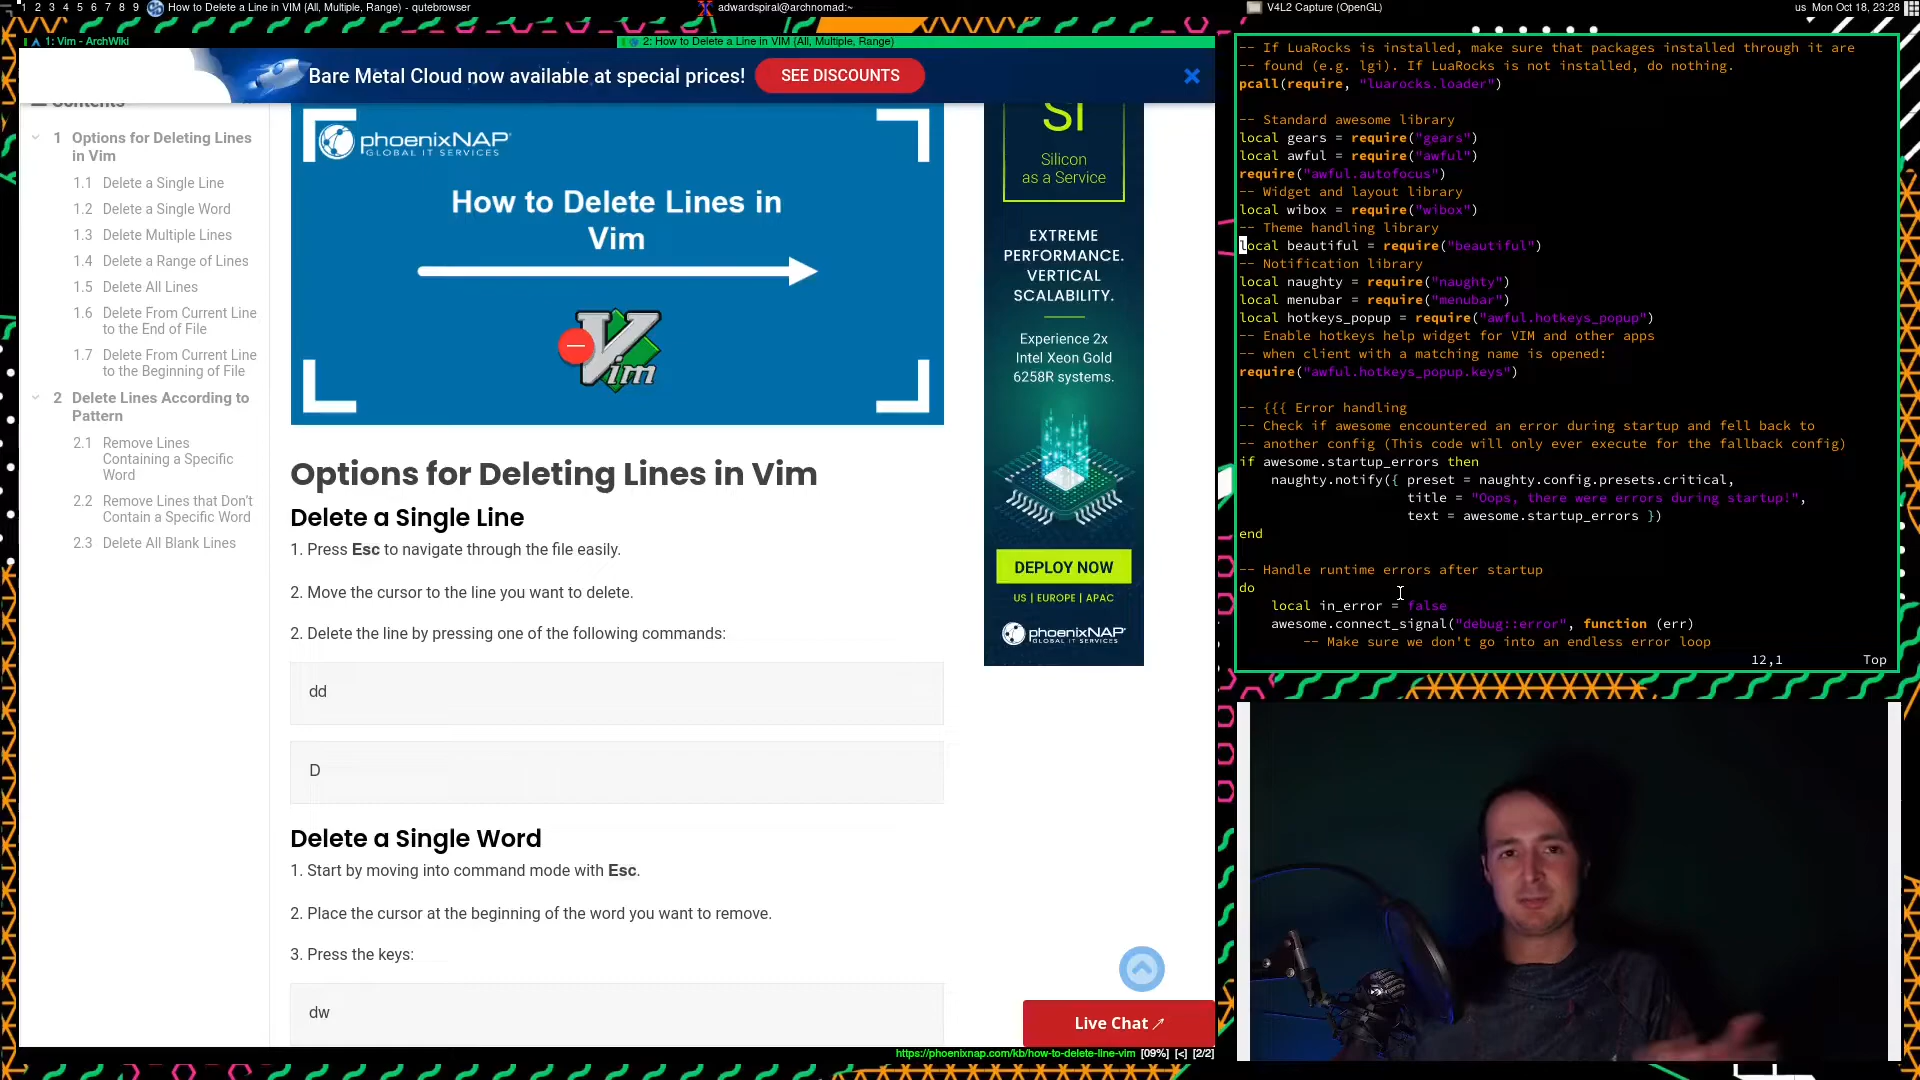 1 2 3 4 5 6 7 8 9 How to Delete a Line in VIM {All, Multiple, Range) - qutebrowser
adwardspiral@archnomad:~
V4L2 Capture (OpenGL)
us Mon Oct 18, 23:28
1: Vim - ArchWiki
2: How to Delete a Line in VIM {All, Multiple, Range)
Bare Metal Cloud now available at special prices!
SEE DISCOUNTS
Contents
1 Options for Deleting Lines
in Vim
1.1 Delete a Single Line
1.2 Delete a Single Word
1.3 Delete Multiple Lines
1.4 Delete a Range of Lines
1.5 Delete All Lines
1.6 Delete From Current Line
to the End of File
1.7 Delete From Current Line
to the Beginning of File
2 Delete Lines According to
Pattern
2.1 Remove Lines
Containing a Specific
Word
2.2 Remove Lines that Don't
Contain a Specific Word
2.3 Delete All Blank Lines
phoenixNAP
GLOBAL IT SERVICES
How to Delete Lines in
Vim
Vim
Options for Deleting Lines in Vim
Delete a Single Line
1. Press Esc to navigate through the file easily.
2. Move the cursor to the line you want to delete.
2. Delete the line by pressing one of the following commands:
dd
D
Delete a Single Word
1. Start by moving into command mode with Esc.
2. Place the cursor at the beginning of the word you want to remove.
3. Press the keys:
dw
Si
Silicon
as a Service
EXTREME
PERFORMANCE.
VERTICAL
SCALABILITY.
Experience 2x
Intel Xeon Gold
6258R systems.
DEPLOY NOW
US | EUROPE | APAC
phoenixNAP
GLOBAL IT SERVICES
Live Chat
https://phoenixnap.com/kb/how-to-delete-line-vim [09%] [<] [2/2]
-- If LuaRocks is installed, make sure that packages installed through it are
-- found (e.g. lgi). If LuaRocks is not installed, do nothing.
pcall(require, "luarocks.loader")
-- Standard awesome library
local gears = require("gears")
local awful = require("awful")
require("awful.autofocus")
-- Widget and layout library
local wibox = require("wibox")
-- Theme handling library
local beautiful = require("beautiful")
-- Notification library
local naughty = require("naughty")
local menubar = require("menubar")
local hotkeys_popup = require("awful.hotkeys_popup")
-- Enable hotkeys help widget for VIM and other apps
-- when client with a matching name is opened:
require("awful.hotkeys_popup.keys")
-- {{{ Error handling
-- Check if awesome encountered an error during startup and fell back to
-- another config (This code will only ever execute for the fallback config)
if awesome.startup_errors then
naughty.notify({ preset = naughty.config.presets.critical,
title = "Oops, there were errors during startup!",
text = awesome.startup_errors })
end
-- Handle runtime errors after startup
do
local in_error = false
awesome.connect_signal("debug::error", function (err)
-- Make sure we don't go into an endless error loop
12,1 Top